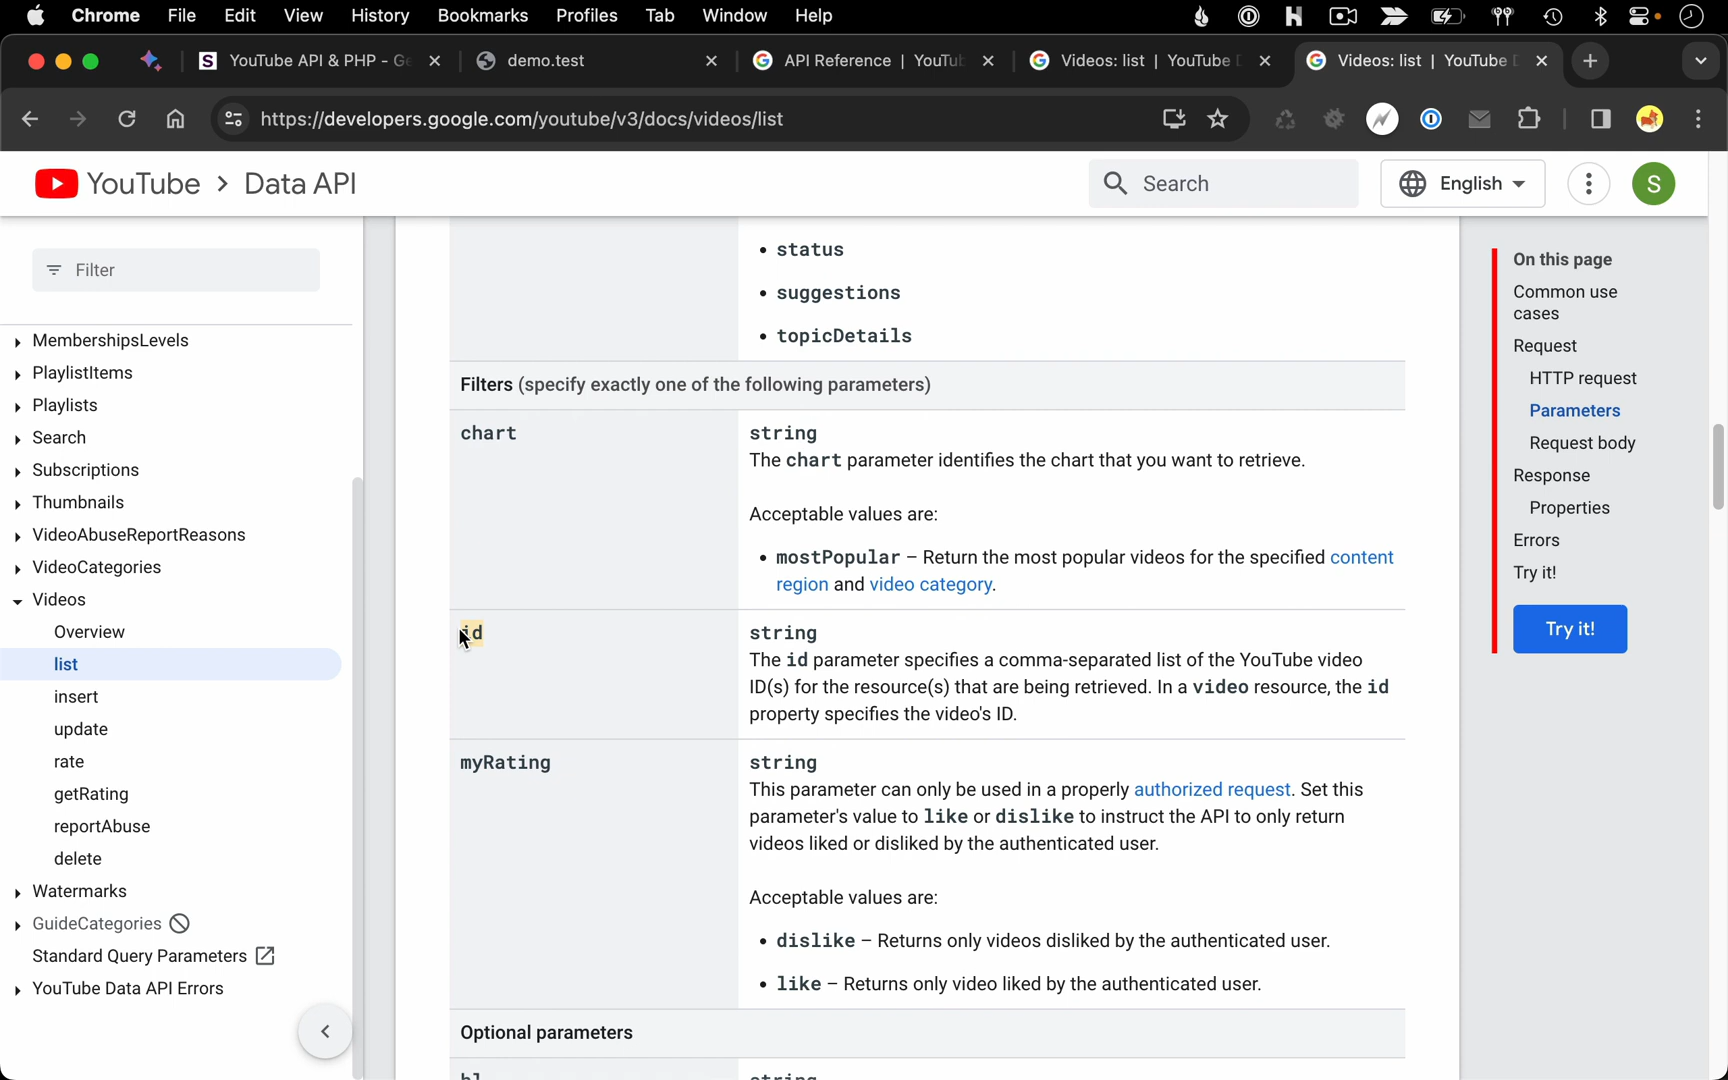 Chrome File Edit View History Bookmarks Profiles Tab Window Help
S YouTube API & PHP - Ge
demo.test
API Reference | YouTub
Videos: list | YouTube D
Videos: list | YouTube D
https://developers.google.com/youtube/v3/docs/videos/list
YouTube > Data API
Search
English
S
Filter
MembershipsLevels
PlaylistItems
Playlists
Search
Subscriptions
Thumbnails
VideoAbuseReportReasons
VideoCategories
Videos
Overview
list
insert
update
rate
getRating
reportAbuse
delete
Watermarks
GuideCategories
Standard Query Parameters
YouTube Data API Errors
• status
• suggestions
• topicDetails
Filters (specify exactly one of the following parameters)
chart
string
The chart parameter identifies the chart that you want to retrieve.
Acceptable values are:
• mostPopular – Return the most popular videos for the specified content
region and video category.
id
string
The id parameter specifies a comma-separated list of the YouTube video
ID(s) for the resource(s) that are being retrieved. In a video resource, the id
property specifies the video's ID.
myRating
string
This parameter can only be used in a properly authorized request. Set this
parameter's value to like or dislike to instruct the API to only return
videos liked or disliked by the authenticated user.
Acceptable values are:
• dislike – Returns only videos disliked by the authenticated user.
• like – Returns only video liked by the authenticated user.
Optional parameters
hl
string
On this page
Common use
cases
Request
HTTP request
Parameters
Request body
Response
Properties
Errors
Try it!
Try it!